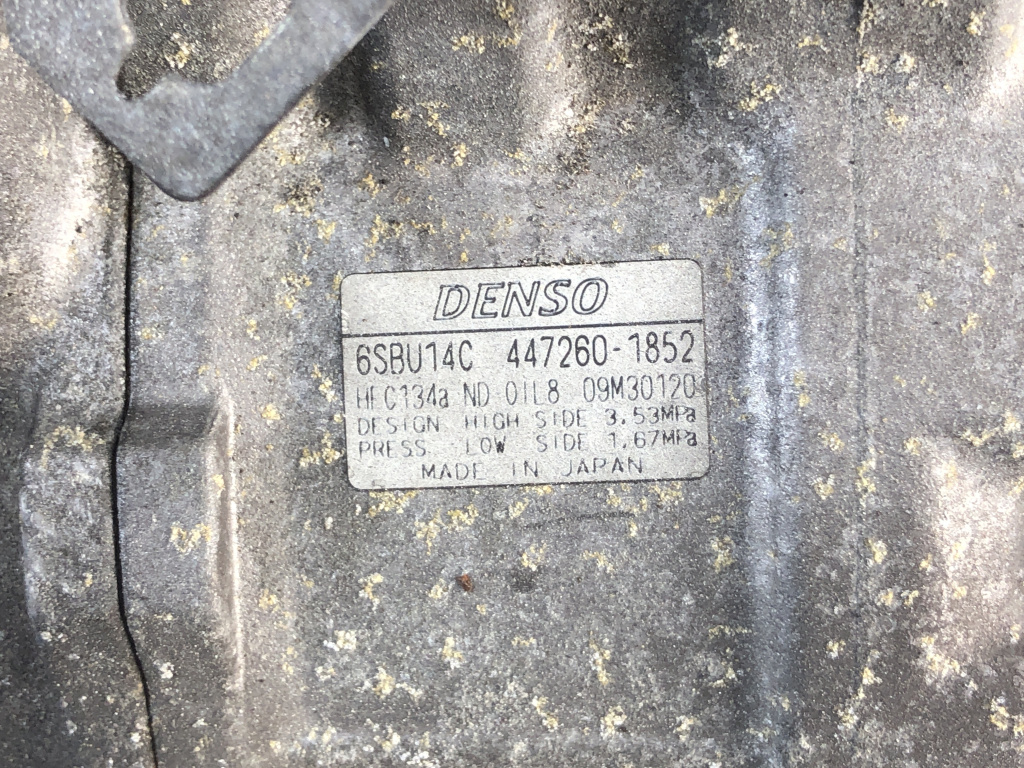 DENSO
6SBU14C 447260-1852
HFC134a ND OIL8 09M30120
DESIGN HIGH SIDE 3.53MPa
PRESS LOW SIDE 1.67MPa
MADE IN JAPAN